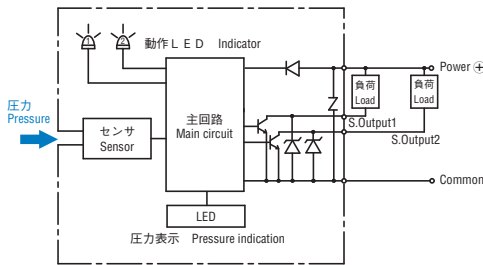 1 2
動作ＬＥＤ Indicator
Power ⊕
負荷
Load
負荷
Load
圧力
Pressure
センサ
Sensor
主回路
Main circuit
S.Output1
S.Output2
Common
LED
圧力表示 Pressure indication